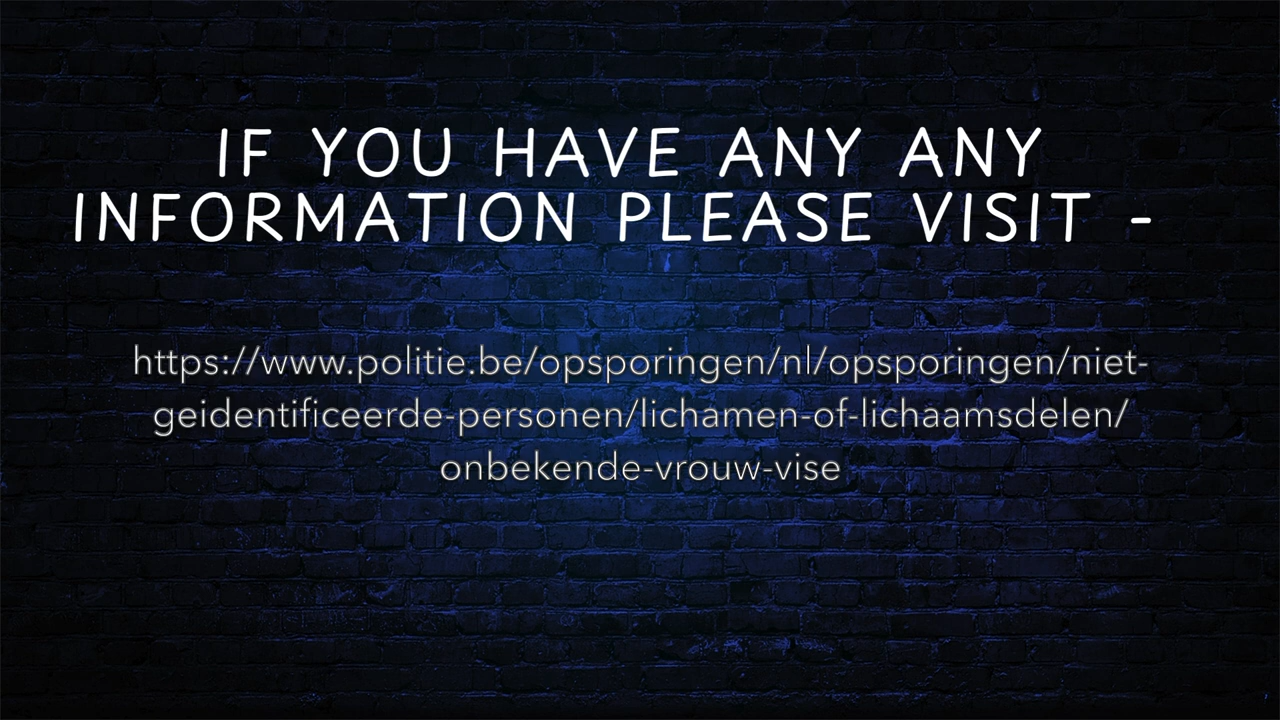 IF YOU HAVE ANY ANY
INFORMATION PLEASE VISIT -
https://www.politie.be/opsporingen/nl/opsporingen/niet-
geidentificeerde-personen/lichamen-of-lichaamsdelen/
onbekende-vrouw-vise